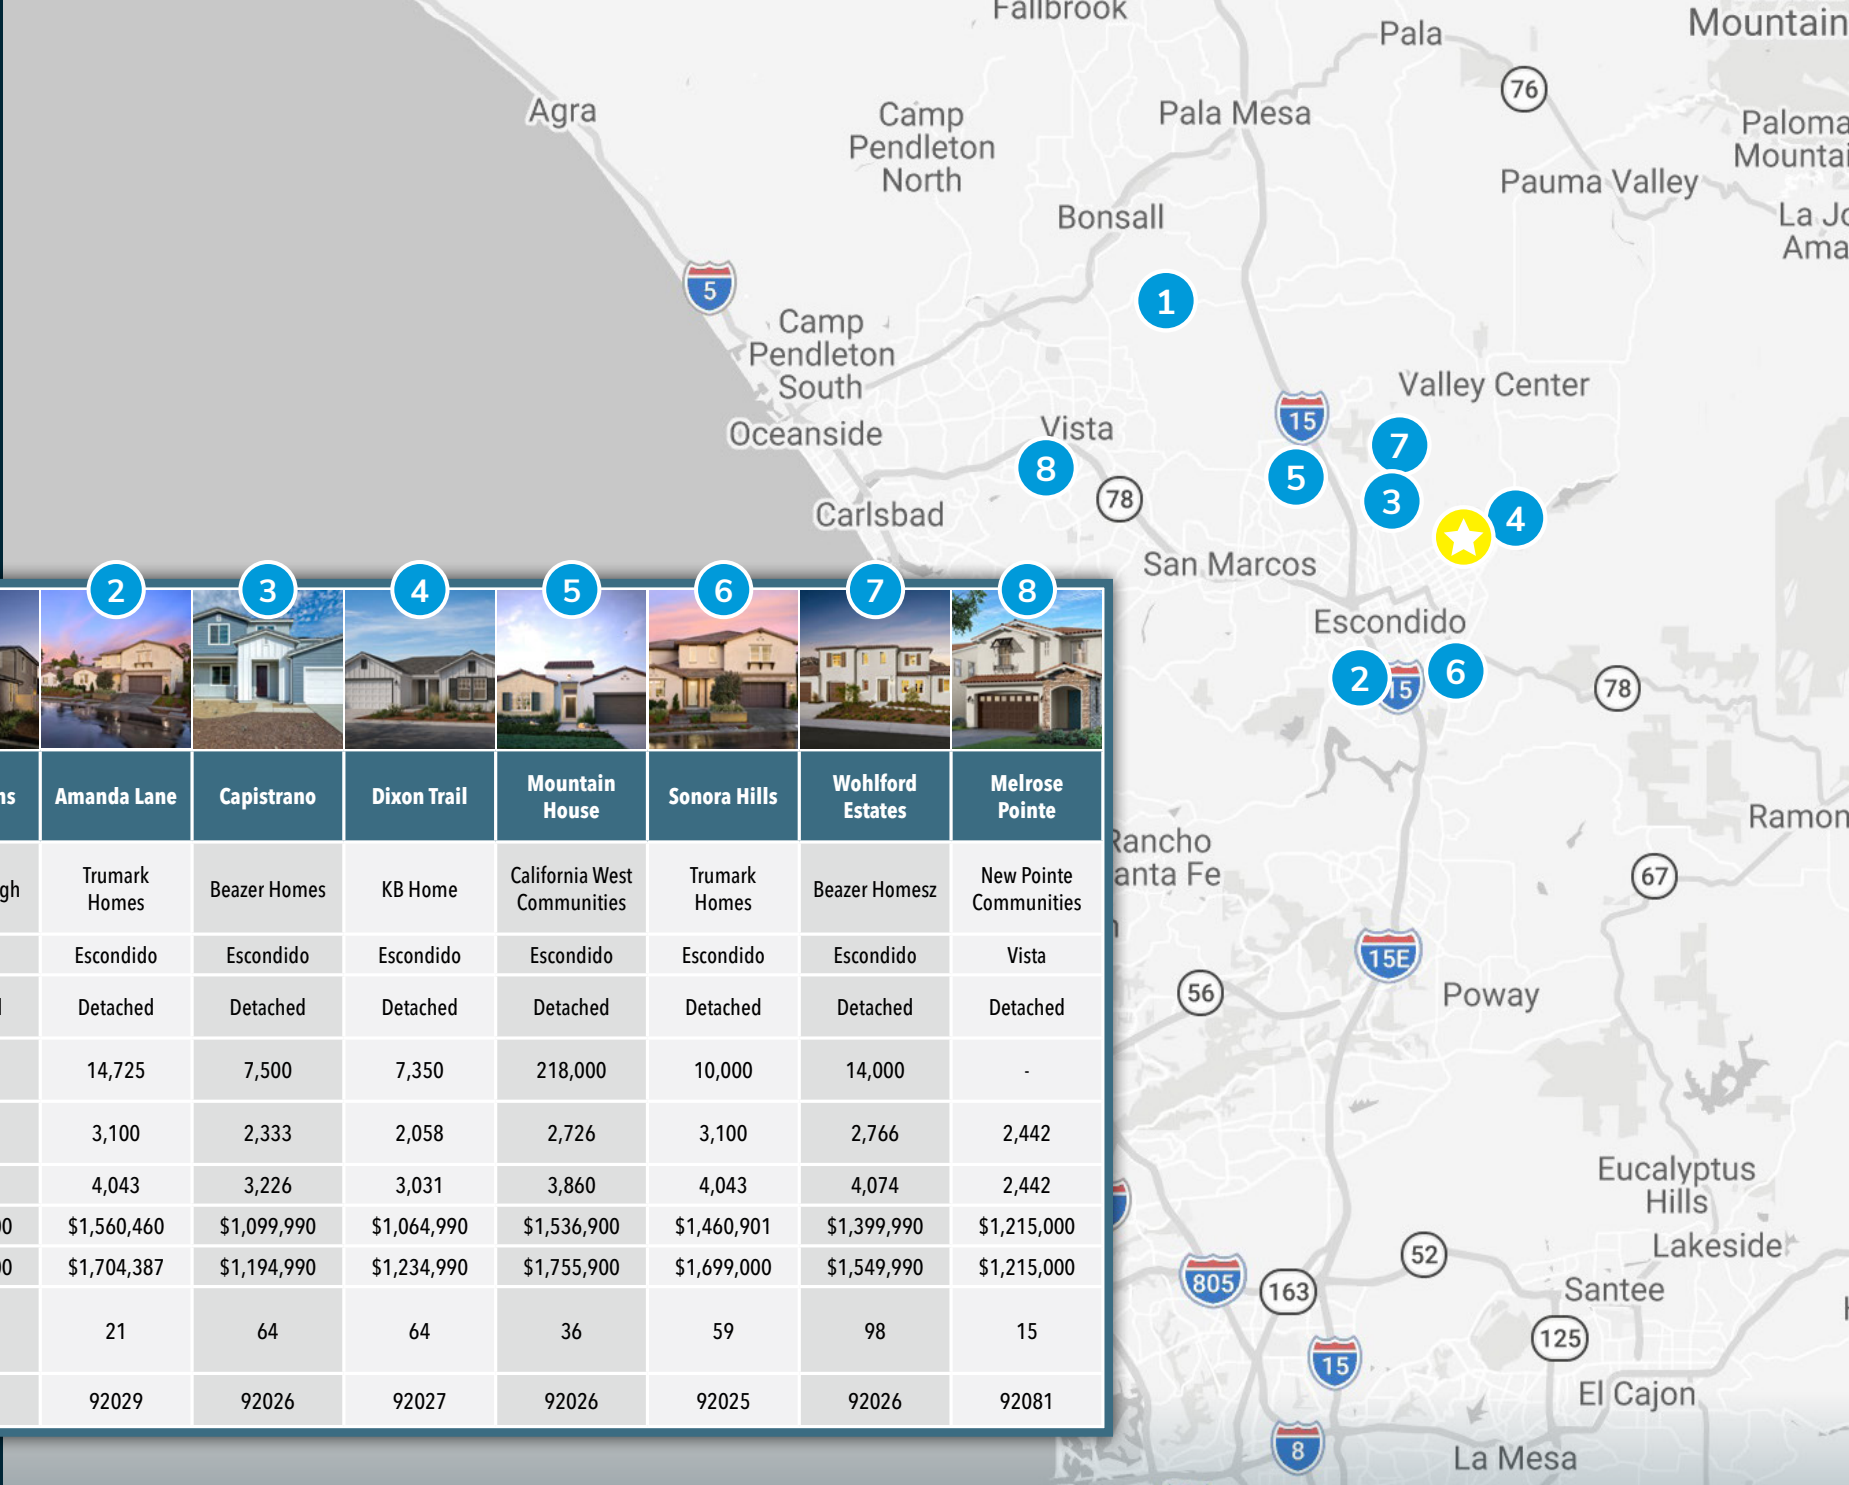 Fallbrook
Pala
Mountain
76
Agra
Camp
Pendleton
North
Pala Mesa
Paloma
Mountai
Pauma Valley
Bonsall
La Jo
Ama
5
1
Camp
Pendleton
South
Valley Center
15
Oceanside
Vista
7
8
5
78
3
Carlsbad
4
San Marcos
Escondido
2
15
6
78
Ramon
Rancho
anta Fe
67
15E
56
Poway
Eucalyptus
Hills
Lakeside
52
805
163
Santee
125
15
El Cajon
8
La Mesa
2 3 4 5 6 7 8
ns Amanda Lane Capistrano Dixon Trail Mountain House Sonora Hills Wohlford Estates Melrose Pointe
gh Trumark Homes Beazer Homes KB Home California West Communities Trumark Homes Beazer Homesz New Pointe Communities
Escondido Escondido Escondido Escondido Escondido Escondido Vista
Detached Detached Detached Detached Detached Detached Detached
14,725 7,500 7,350 218,000 10,000 14,000 -
3,100 2,333 2,058 2,726 3,100 2,766 2,442
4,043 3,226 3,031 3,860 4,043 4,074 2,442
00 $1,560,460 $1,099,990 $1,064,990 $1,536,900 $1,460,901 $1,399,990 $1,215,000
00 $1,704,387 $1,194,990 $1,234,990 $1,755,900 $1,699,000 $1,549,990 $1,215,000
21 64 64 36 59 98 15
92029 92026 92027 92026 92025 92026 92081